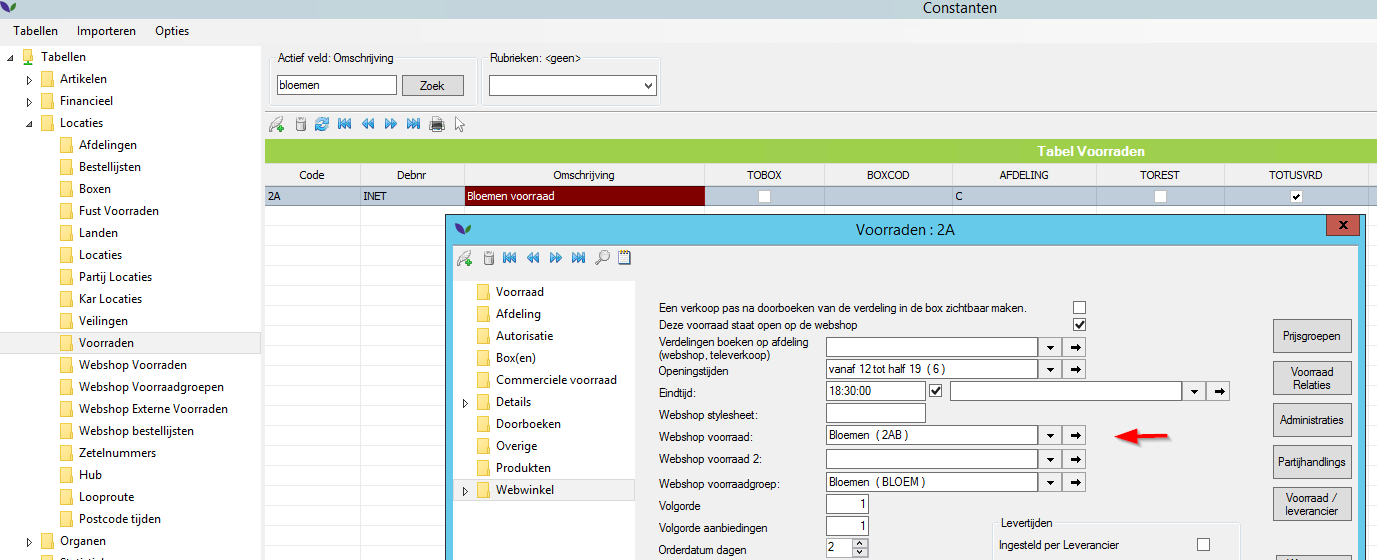 Constanten
Tabellen Importeren Opties
Tabellen
Artikelen
Financieel
Locaties
Afdelingen
Bestellijsten
Boxen
Fust Voorraden
Landen
Locaties
Partij Locaties
Kar Locaties
Veilingen
Voorraden
Webshop Voorraden
Webshop Voorraadgroepen
Webshop Externe Voorraden
Webshop bestellijsten
Zetelnummers
Hub
Looproute
Postcode tijden
Organen
Actief veld: Omschrijving
bloemen
Zoek
Rubrieken: <geen>
Tabel Voorraden
Code Debnr Omschrijving TOBOX BOXCOD AFDELING TOREST TOTUSVRD
2A INET Bloemen voorraad C
Voorraden : 2A
x
Voorraad
Afdeling
Autorisatie
Box(en)
Commerciele voorraad
Details
Doorboeken
Overige
Produkten
Webwinkel
Een verkoop pas na doorboeken van de verdeling in de box zichtbaar maken.
Deze voorraad staat open op de webshop
Verdelingen boeken op afdeling
(webshop, televerkoop)
Openingstijden vanaf 12 tot half 19 ( 6 )
Eindtijd: 18:30:00
Webshop stylesheet:
Webshop voorraad: Bloemen ( 2AB )
Webshop voorraad 2:
Webshop voorraadgroep: Bloemen ( BLOEM )
Volgorde 1
Volgorde aanbiedingen 1
Orderdatum dagen 2
Levertijden
Ingesteld per Leverancier
Prijsgroepen
Voorraad
Relaties
Administraties
Partijhandlings
Voorraad /
leverancier